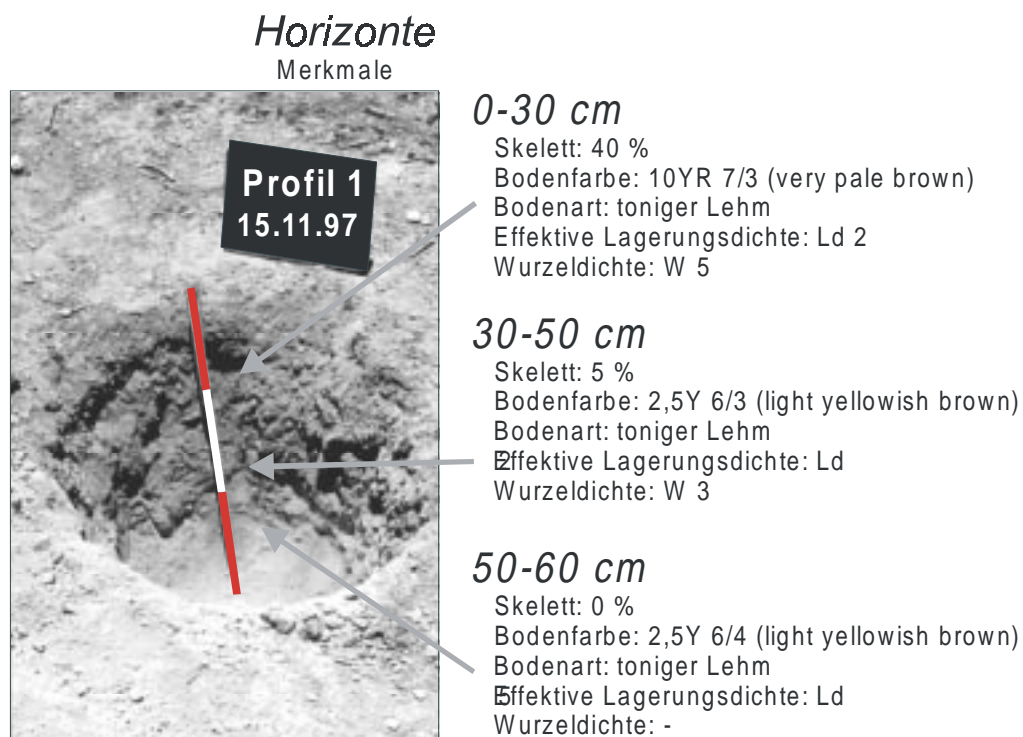 Horizonte
Merkmale
Profil 1
15.11.97
0-30 cm
Skelett: 40 %
Bodenfarbe: 10YR 7/3 (very pale brown)
Bodenart: toniger Lehm
Effektive Lagerungsdichte: Ld 2
Wurzeldichte: W 5
30-50 cm
Skelett: 5 %
Bodenfarbe: 2,5Y 6/3 (light yellowish brown)
Bodenart: toniger Lehm
Effektive Lagerungsdichte: Ld
2
Wurzeldichte: W 3
50-60 cm
Skelett: 0 %
Bodenfarbe: 2,5Y 6/4 (light yellowish brown)
Bodenart: toniger Lehm
Effektive Lagerungsdichte: Ld
5
Wurzeldichte: -